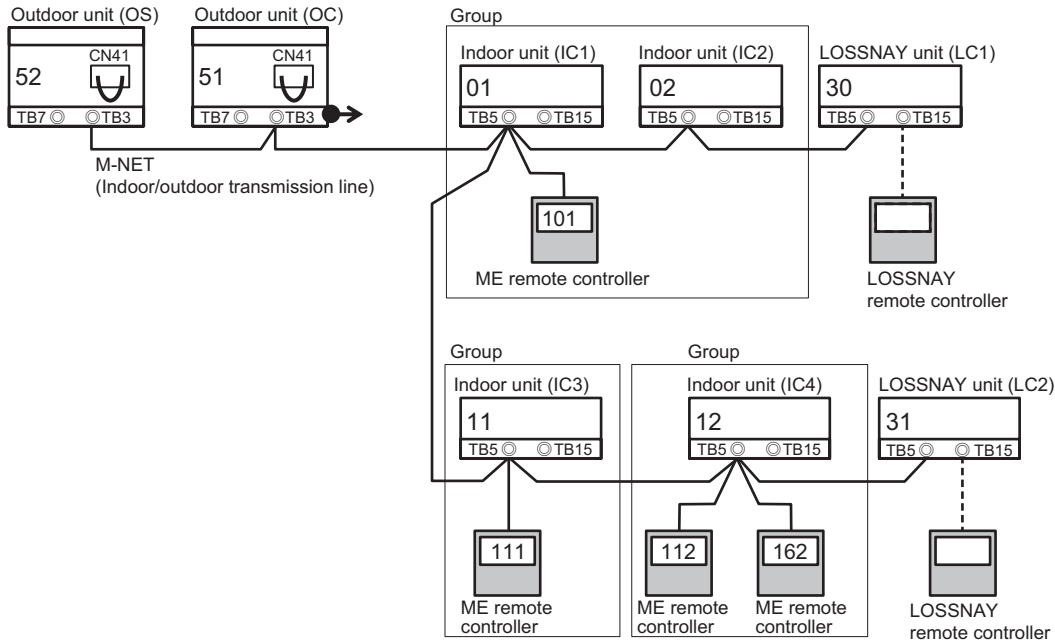 Outdoor unit (OS)
Outdoor unit (OC)
Group
CN41
CN41
Indoor unit (IC1)
Indoor unit (IC2)
LOSSNAY unit (LC1)
52
51
01
02
30
TB7 TB3
TB7 TB3
TB5 TB15
TB5 TB15
TB5 TB15
M-NET
(Indoor/outdoor transmission line)
101
ME remote controller
LOSSNAY
remote controller
Group
Group
Indoor unit (IC3)
Indoor unit (IC4)
LOSSNAY unit (LC2)
11
12
31
TB5 TB15
TB5 TB15
TB5 TB15
111
112
162
ME remote
controller
ME remote
controller
ME remote
controller
LOSSNAY
remote controller